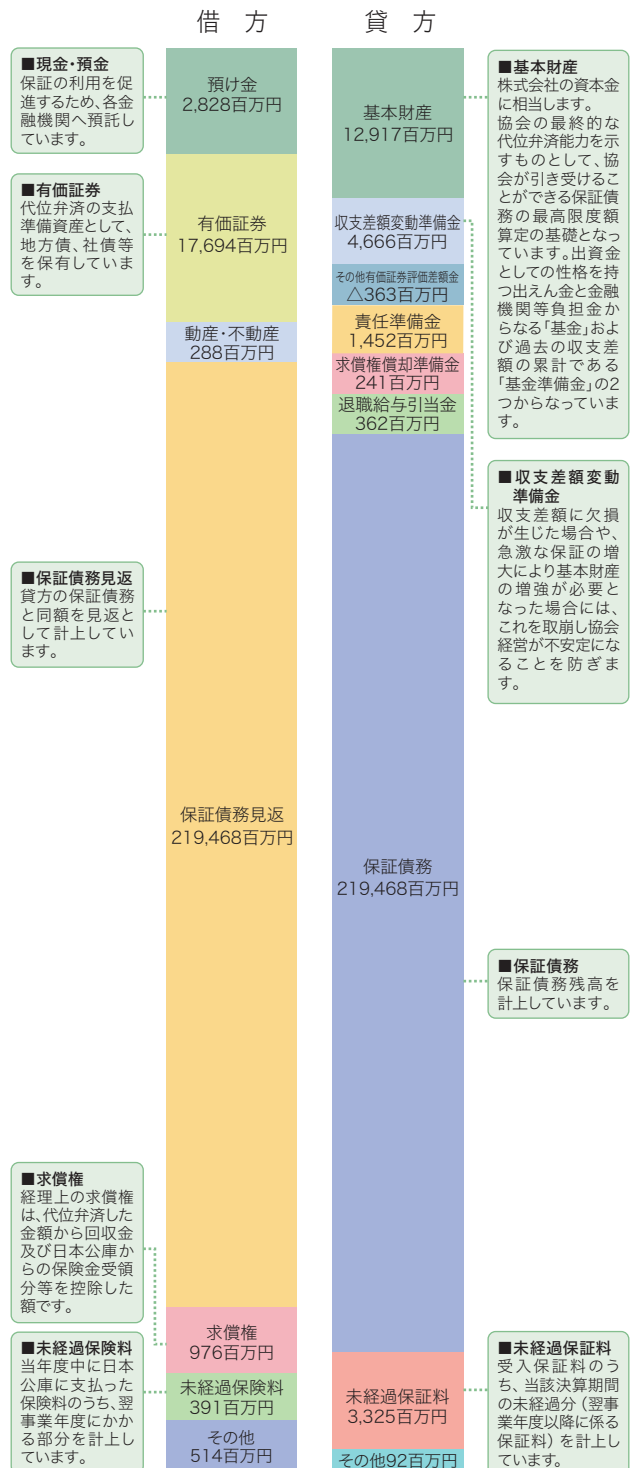 借 方
貸 方
■現金・預金
保証の利用を促
進するため、各金
融機関へ預託し
ています。
■有価証券
代位弁済の支払
準備資産として、
地方債、社債等
を保有していま
す。
■保証債務見返
貸方の保証債務
と同額を見返と
して計上してい
ます。
■求償権
経理上の求償権
は、代位弁済した
金額から回収金
及び日本公庫か
らの保険金受領
分等を控除した
額です。
■未経過保険料
当年度中に日本
公庫に支払った
保険料のうち、翌
事業年度にかか
る部分を計上し
ています。
預け金
2,828百万円
有価証券
17,694百万円
動産・不動産
288百万円
保証債務見返
219,468百万円
求償権
976百万円
未経過保険料
391百万円
その他
514百万円
基本財産
12,917百万円
収支差額変動準備金
4,666百万円
その他有価証券評価差額金
△363百万円
責任準備金
1,452百万円
求償権償却準備金
241百万円
退職給与引当金
362百万円
保証債務
219,468百万円
未経過保証料
3,325百万円
その他92百万円
■基本財産
株式会社の資本金
に相当します。
協会の最終的な
代位弁済能力を示
すものとして、協
会が引き受けるこ
とができる保証債
務の最高限度額
算定の基礎となっ
ています。出資金
としての性格を持
つ出えん金と金融
機関等負担金か
らなる「基金」およ
び過去の収支差
額の累計である
「基金準備金」の2
つからなっていま
す。
■収支差額変動
準備金
収支差額に欠損
が生じた場合や、
急激な保証の増
大により基本財産
の増強が必要と
なった場合には、
これを取崩し協会
経営が不安定にな
ることを防ぎま
す。
■保証債務
保証債務残高を
計上しています。
■未経過保証料
受入保証料のう
ち、当該決算期間
の未経過分（翌事
業年度以降に係る
保証料）を計上し
ています。